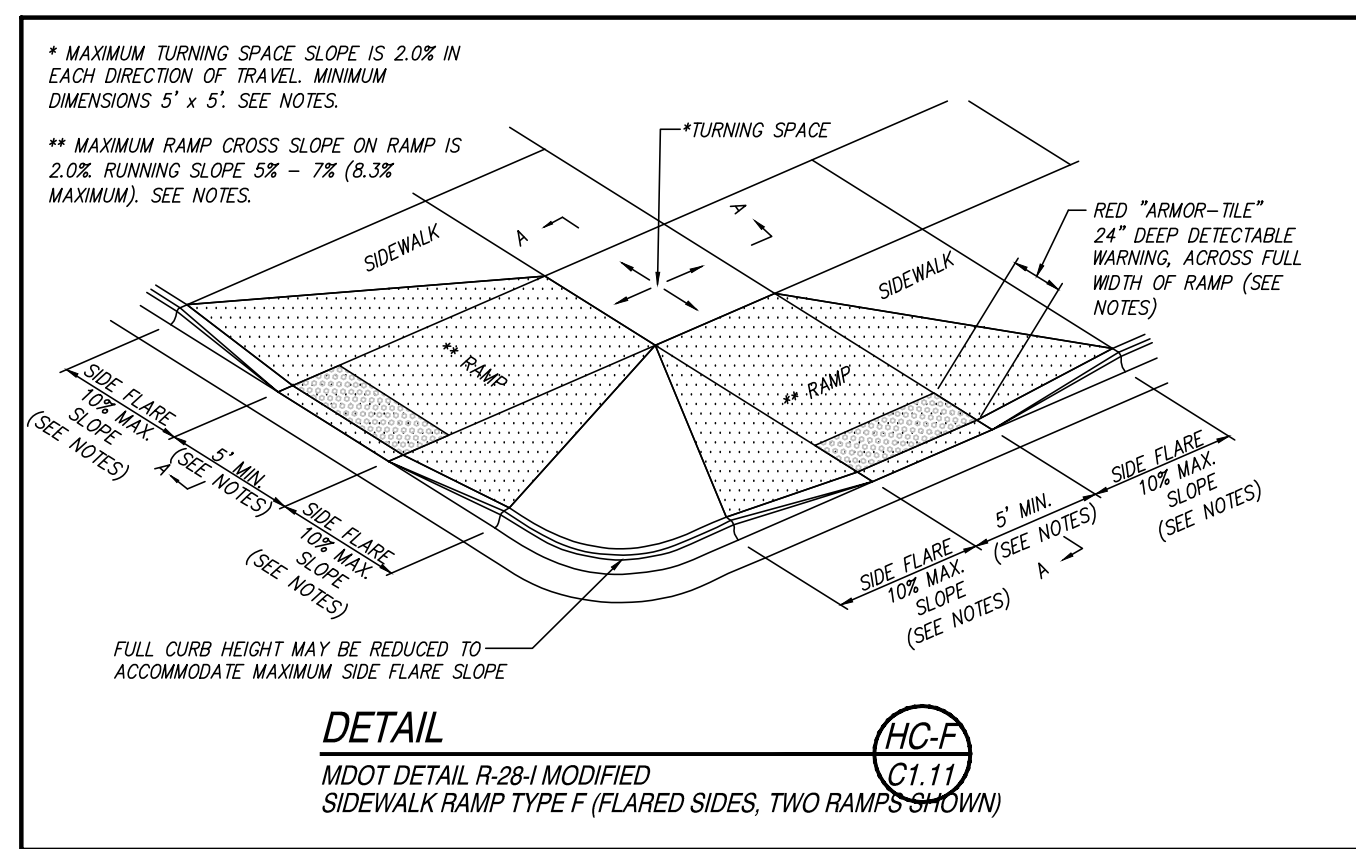 * MAXIMUM TURNING SPACE SLOPE IS 2.0% IN
EACH DIRECTION OF TRAVEL. MINIMUM
DIMENSIONS 5' x 5'. SEE NOTES.
** MAXIMUM RAMP CROSS SLOPE ON RAMP IS
2.0%. RUNNING SLOPE 5% – 7% (8.3%
MAXIMUM). SEE NOTES.
*TURNING SPACE
RED "ARMOR–TILE"
24" DEEP DETECTABLE
WARNING, ACROSS FULL
WIDTH OF RAMP (SEE
NOTES)
SIDEWALK
A
A
SIDEWALK
** RAMP
** RAMP
SIDE FLARE
10% MAX.
SLOPE
(SEE NOTES)
A
5' MIN.
(SEE NOTES)
SIDE FLARE
10% MAX.
SLOPE
(SEE NOTES)
SIDE FLARE
10% MAX.
SLOPE
(SEE NOTES)
5' MIN.
(SEE NOTES)
A
SIDE FLARE
10% MAX.
SLOPE
(SEE NOTES)
FULL CURB HEIGHT MAY BE REDUCED TO
ACCOMMODATE MAXIMUM SIDE FLARE SLOPE
DETAIL
HC-F
C1.11
MDOT DETAIL R-28-I MODIFIED
SIDEWALK RAMP TYPE F (FLARED SIDES, TWO RAMPS SHOWN)